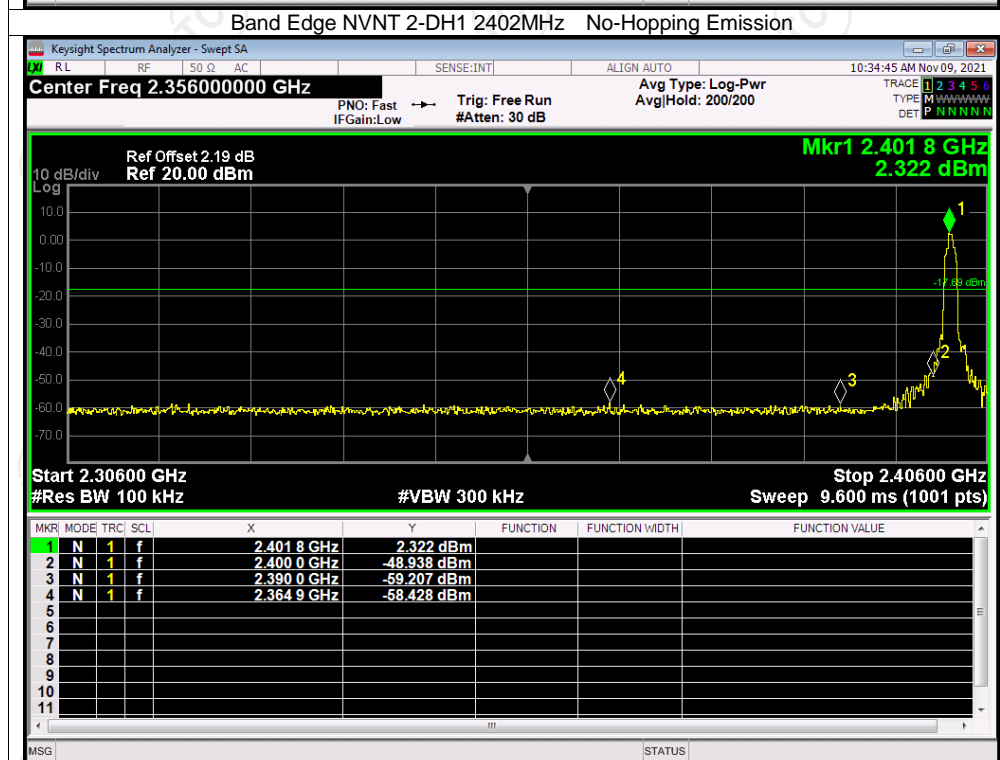 Band Edge NVNT 2-DH1 2402MHz No-Hopping Emission
Keysight Spectrum Analyzer - Swept SA
LXI RL RF 50 Ω AC SENSE:INT ALIGN AUTO 10:34:45 AM Nov 09, 2021
Center Freq 2.356000000 GHz Avg Type: Log-Pwr TRACE 1 2 3 4 5 6
PNO: Fast Trig: Free Run Avg|Hold: 200/200 TYPE M WWWWW
IFGain:Low #Atten: 30 dB DET P N N N N N
Mkr1 2.401 8 GHz
2.322 dBm
Ref Offset 2.19 dB
10 dB/div Ref 20.00 dBm
Log
10.0
0.00
-10.0
-20.0
-30.0
-40.0
-50.0
-60.0
-70.0
1
-17.69 dBm
2
3
4
Start 2.30600 GHz Stop 2.40600 GHz
#Res BW 100 kHz #VBW 300 kHz Sweep 9.600 ms (1001 pts)
MKR MODE TRC SCL X Y FUNCTION FUNCTION WIDTH FUNCTION VALUE
1 N 1 f 2.401 8 GHz 2.322 dBm
2 N 1 f 2.400 0 GHz -48.938 dBm
3 N 1 f 2.390 0 GHz -59.207 dBm
4 N 1 f 2.364 9 GHz -58.428 dBm
5
6
7
8
9
10
11
MSG STATUS